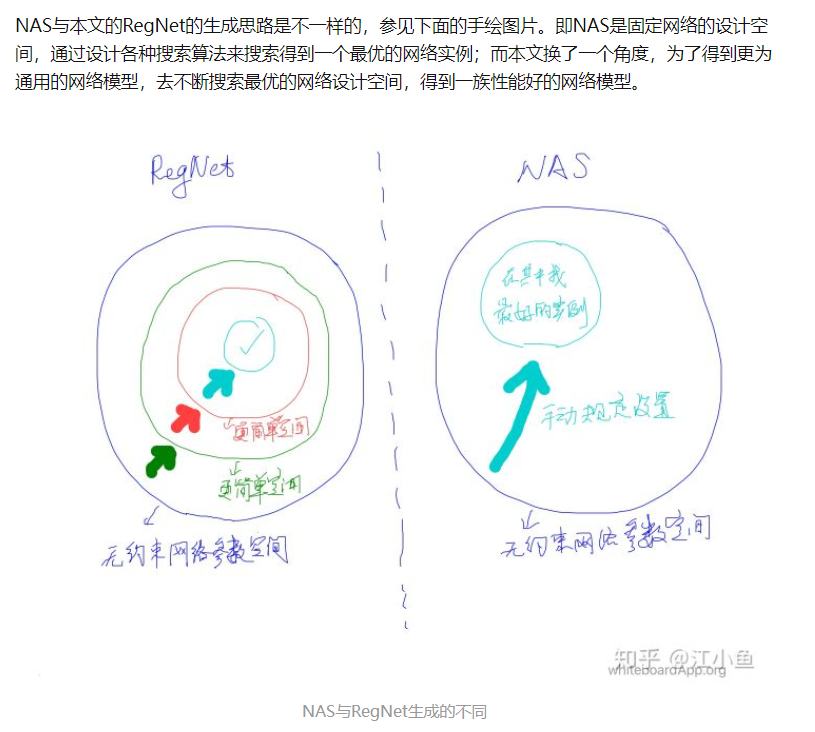 NAS与本文的RegNet的生成思路是不一样的，参见下面的手绘图片。即NAS是固定网络的设计空
间，通过设计各种搜索算法来搜索得到一个最优的网络实例；而本文换了一个角度，为了得到更为
通用的网络模型，去不断搜索最优的网络设计空间，得到一族性能好的网络模型。
RegNet
NAS
在其中找
最好的实例
手动规定设置
更简单空间
更简单空间
无约束网络参数空间
无约束网络参数空间
知乎 @江小鱼
whiteboardApp.org
NAS与RegNet生成的不同